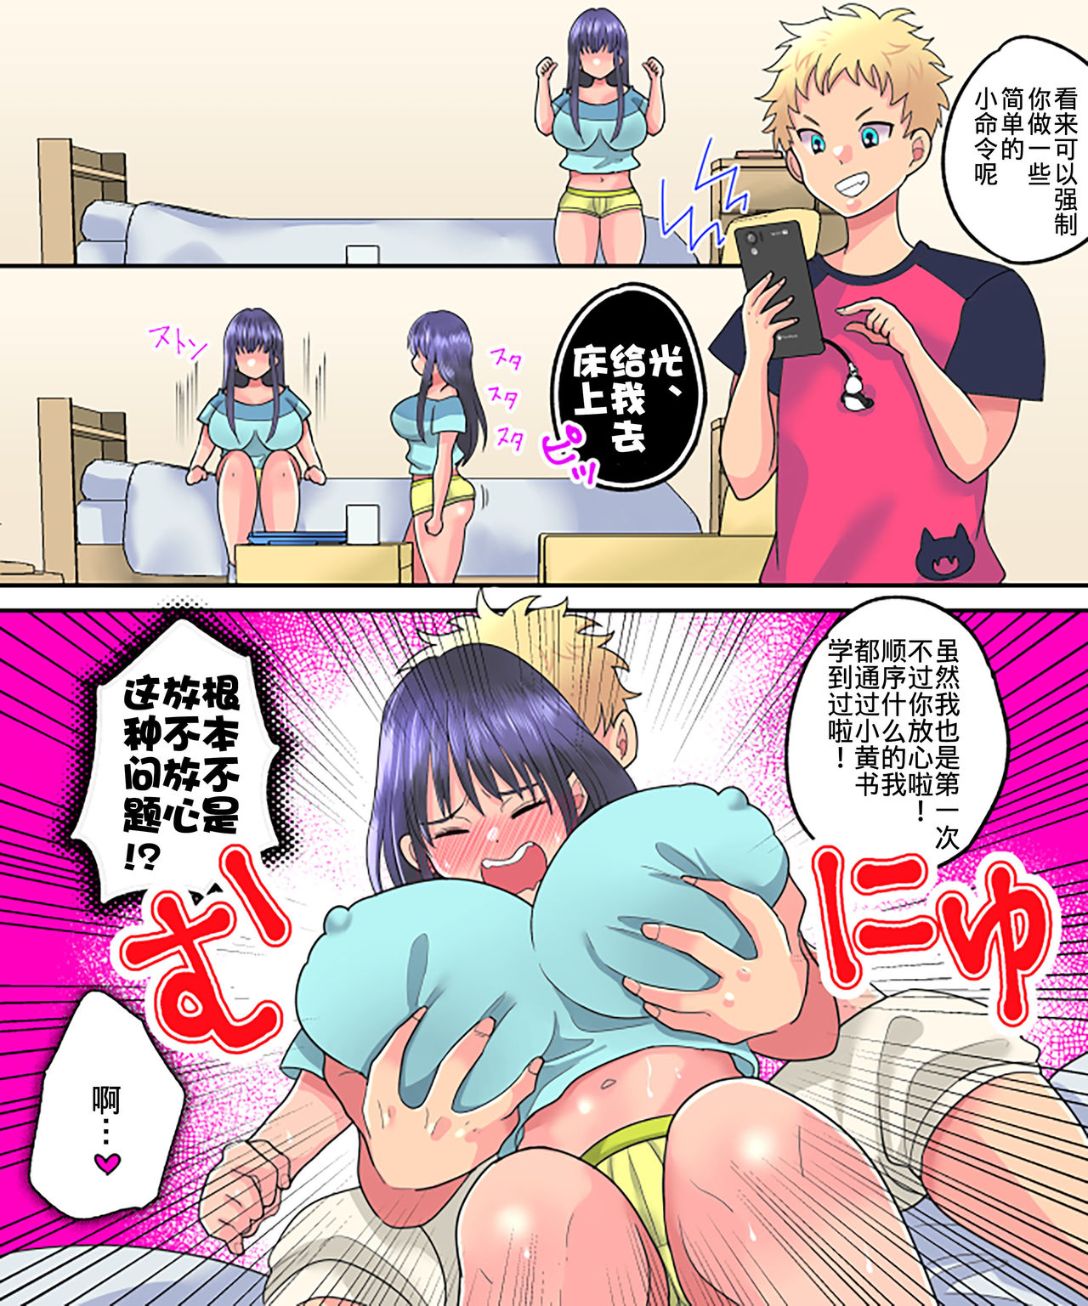 看来可以强制
你做一些
简单的
小命令呢
光、
给我去
床上
ピッ
スタ
スタ
スタ
ストン
虽然我也是第一次
不过你放心啦！
顺序什么的我
都通过小黄书
学到过啦！
根本不是
放不放心
这种问题
!?
むにゅ
啊…♥